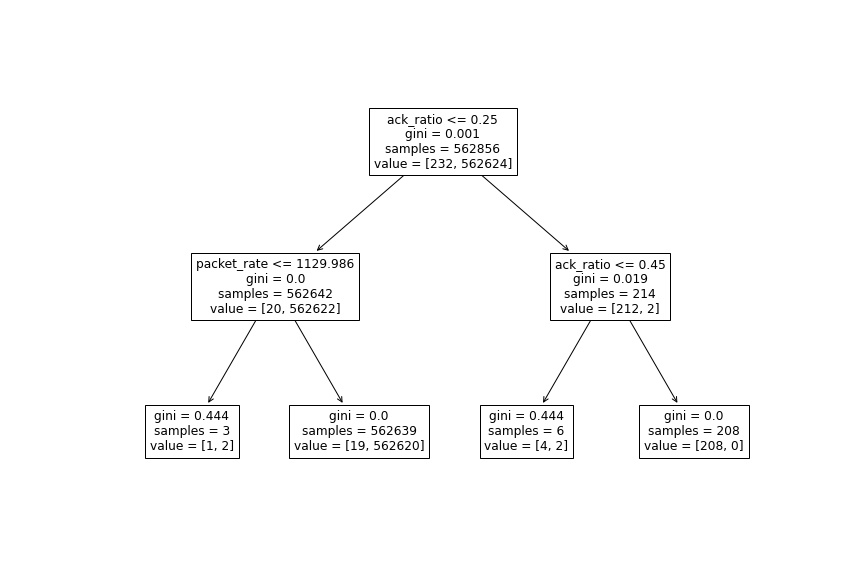 ack_ratio <= 0.25
gini = 0.001
samples = 562856
value = [232, 562624]
packet_rate <= 1129.986
gini = 0.0
samples = 562642
value = [20, 562622]
ack_ratio <= 0.45
gini = 0.019
samples = 214
value = [212, 2]
gini = 0.444
samples = 3
value = [1, 2]
gini = 0.0
samples = 562639
value = [19, 562620]
gini = 0.444
samples = 6
value = [4, 2]
gini = 0.0
samples = 208
value = [208, 0]